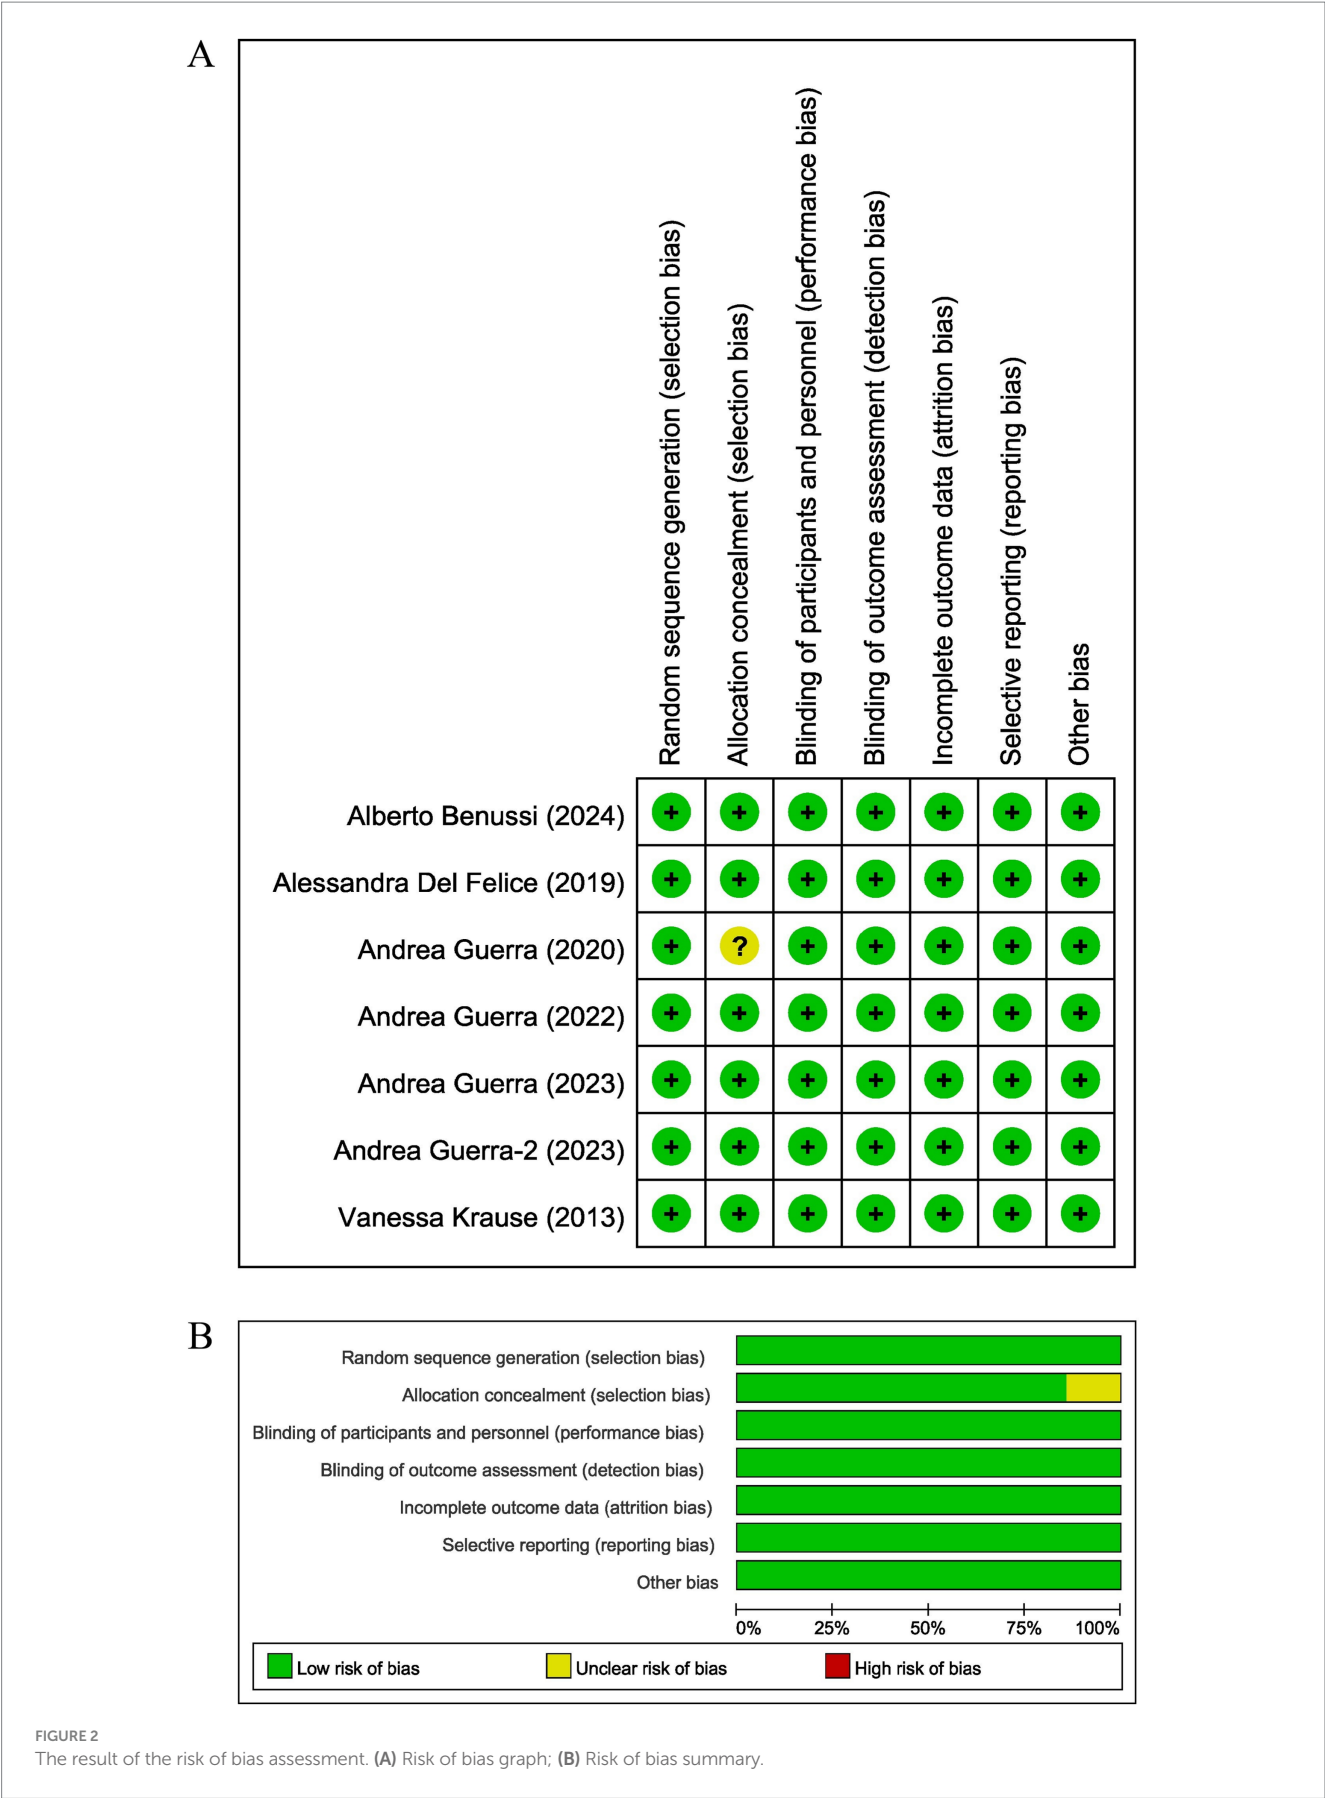 A
Random sequence generation (selection bias)
Allocation concealment (selection bias)
Blinding of participants and personnel (performance bias)
Blinding of outcome assessment (detection bias)
Incomplete outcome data (attrition bias)
Selective reporting (reporting bias)
Other bias
Alberto Benussi (2024) + + + + + + +
Alessandra Del Felice (2019) + + + + + + +
Andrea Guerra (2020) + ? + + + + +
Andrea Guerra (2022) + + + + + + +
Andrea Guerra (2023) + + + + + + +
Andrea Guerra-2 (2023) + + + + + + +
Vanessa Krause (2013) + + + + + + +
B
Random sequence generation (selection bias)
Allocation concealment (selection bias)
Blinding of participants and personnel (performance bias)
Blinding of outcome assessment (detection bias)
Incomplete outcome data (attrition bias)
Selective reporting (reporting bias)
Other bias
0% 25% 50% 75% 100%
Low risk of bias Unclear risk of bias High risk of bias
FIGURE 2
The result of the risk of bias assessment. (A) Risk of bias graph; (B) Risk of bias summary.